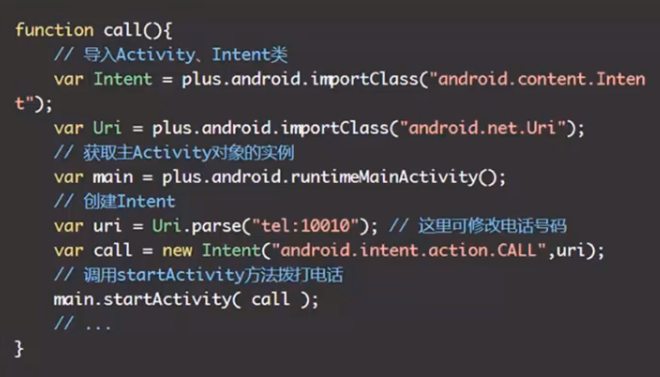 function call(){
// 导入Activity、Intent类
var Intent = plus.android.importClass("android.content.Inten
t");
var Uri = plus.android.importClass("android.net.Uri");
// 获取主Activity对象的实例
var main = plus.android.runtimeMainActivity();
// 创建Intent
var uri = Uri.parse("tel:10010"); // 这里可修改电话号码
var call = new Intent("android.intent.action.CALL",uri);
// 调用startActivity方法拨打电话
main.startActivity( call );
// ...
}